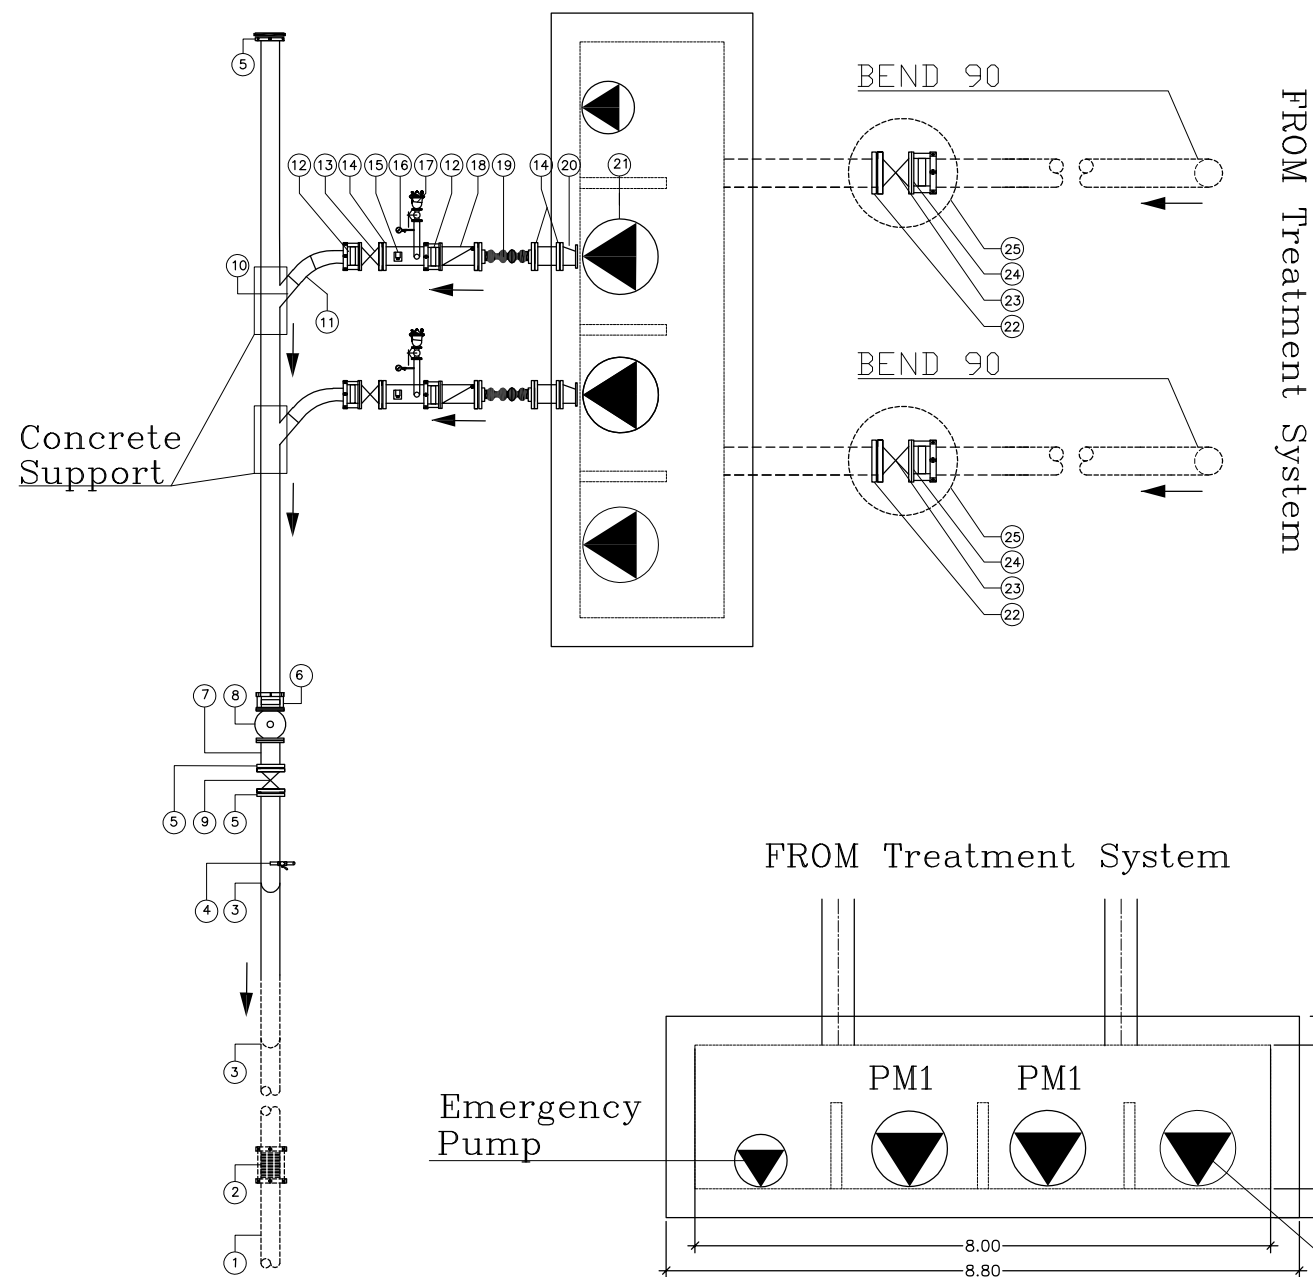 5
BEND 90
FROM Treatment System
12 13 14 15 16 17 12 18 19 14 20 21
25
24
23
22
10
11
BEND 90
Concrete
Support
25
24
23
22
7 8 6
5 9 5
4 3
FROM Treatment System
3
PM1 PM1
Emergency
Pump
2
1
8.00
8.80